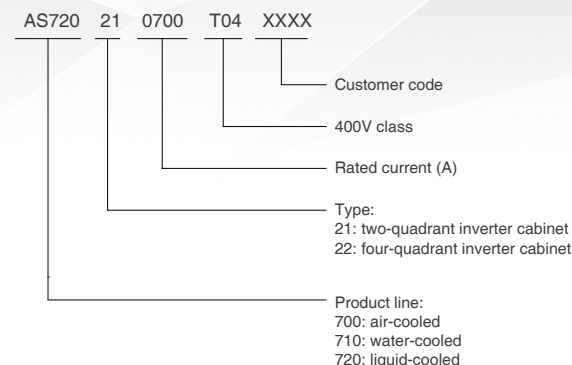 AS720 21 0700 T04 XXXX
Customer code
400V class
Rated current (A)
Type:
21: two-quadrant inverter cabinet
22: four-quadrant inverter cabinet
Product line:
700: air-cooled
710: water-cooled
720: liquid-cooled